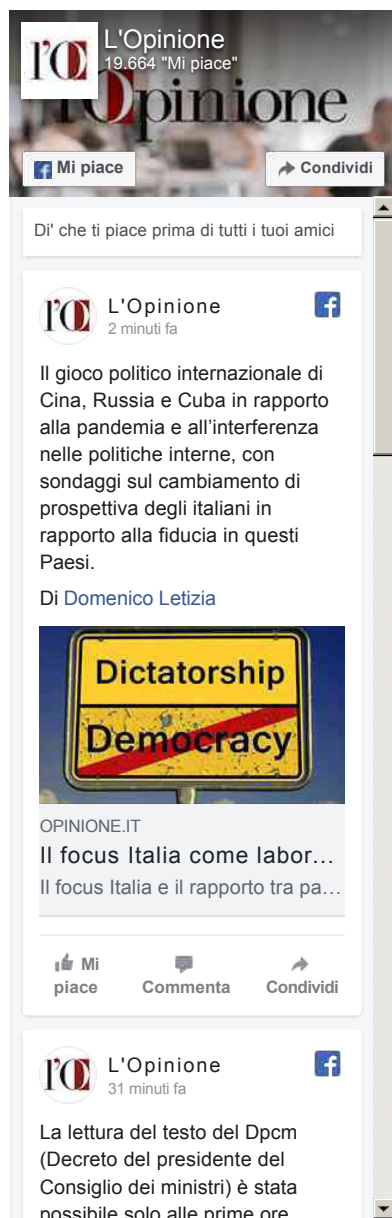 l'O
L'Opinione
19.664 "Mi piace"
l'Opinione
Mi piace
Condividi
Di' che ti piace prima di tutti i tuoi amici
l'O
L'Opinione
2 minuti fa
Il gioco politico internazionale di
Cina, Russia e Cuba in rapporto
alla pandemia e all’interferenza
nelle politiche interne, con
sondaggi sul cambiamento di
prospettiva degli italiani in
rapporto alla fiducia in questi
Paesi.
Di Domenico Letizia
Dictatorship
Democracy
OPINIONE.IT
Il focus Italia come labor...
Il focus Italia e il rapporto tra pa...
Mi piace
Commenta
Condividi
l'O
L'Opinione
31 minuti fa
La lettura del testo del Dpcm
(Decreto del presidente del
Consiglio dei ministri) è stata
possibile solo alle prime ore